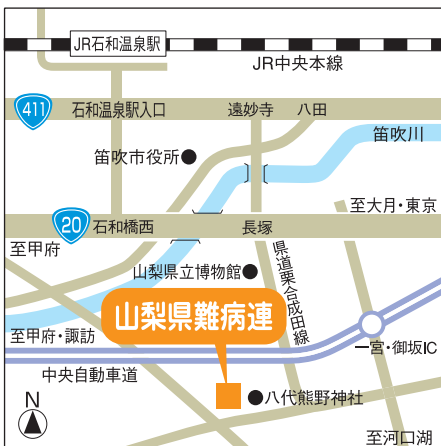 JR石和温泉駅
JR中央本線
411
石和温泉駅入口
遠妙寺
八田
笛吹市役所
笛吹川
至大月・東京
20
石和橋西
長塚
至甲府
県道栗合成田線
山梨県立博物館
山梨県難病連
至甲府・諏訪
一宮・御坂IC
中央自動車道
N
八代熊野神社
至河口湖